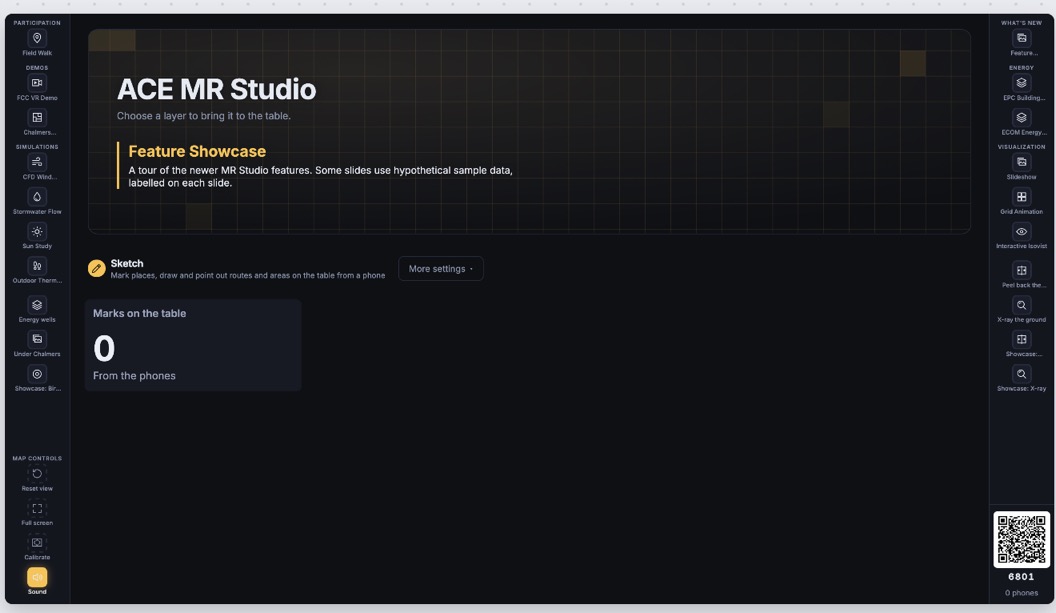 PARTICIPATION
Field Walk
DEMOS
FCC VR Demo
Chalmers...
SIMULATIONS
CFD Wind...
Stormwater Flow
Sun Study
Outdoor Therm...
Energy wells
Under Chalmers
Showcase: Bir...
MAP CONTROLS
Reset view
Full screen
Calibrate
Sound
ACE MR Studio
Choose a layer to bring it to the table.
Feature Showcase
A tour of the newer MR Studio features. Some slides use hypothetical sample data,
labelled on each slide.
Sketch
Mark places, draw and point out routes and areas on the table from a phone
More settings
Marks on the table
0
From the phones
WHAT'S NEW
Feature...
ENERGY
EPC Building...
ECOM Energy...
VISUALIZATION
Slideshow
Grid Animation
Interactive Isovist
Peel back the...
X-ray the ground
Showcase:...
Showcase: X-ray
6801
0 phones